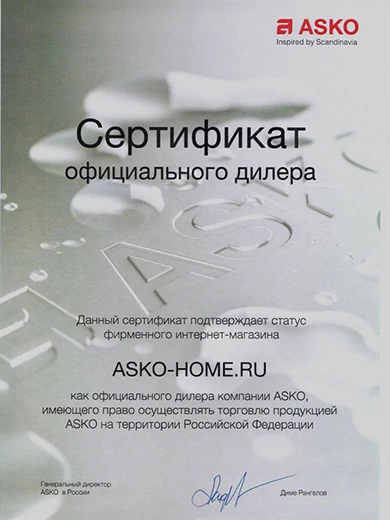 ASKO
Inspired by Scandinavia
Сертификат
официального дилера
ASKO
Данный сертификат подтверждает статус
фирменного интернет-магазина
ASKO-HOME.RU
как официального дилера компании ASKO,
имеющего право осуществлять торговлю продукцией
ASKO на территории Российской Федерации
Генеральный директор
ASKO в России
Диме Рангелов